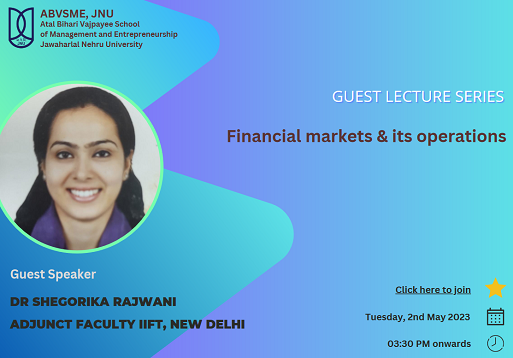 ABVSME, JNU
Atal Bihari Vajpayee School
of Management and Entrepreneurship
Jawaharlal Nehru University
GUEST LECTURE SERIES
Financial markets & its operations
Guest Speaker
DR SHEGORIKA RAJWANI
ADJUNCT FACULTY IIFT, NEW DELHI
Click here to join
Tuesday, 2nd May 2023
03:30 PM onwards